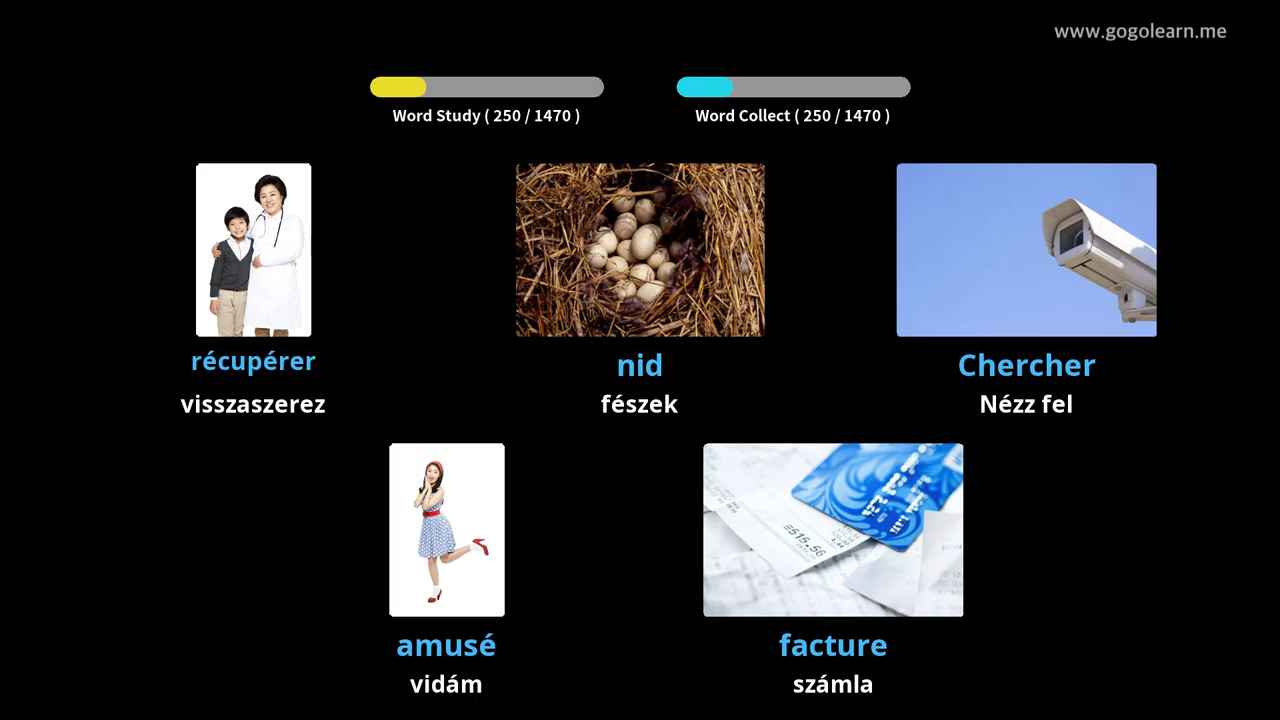 www.gogolearn.me
Word Study ( 250 / 1470 )
Word Collect ( 250 / 1470 )
récupérer
visszaszerez
nid
fészek
Chercher
Nézz fel
amusé
vidám
facture
számla